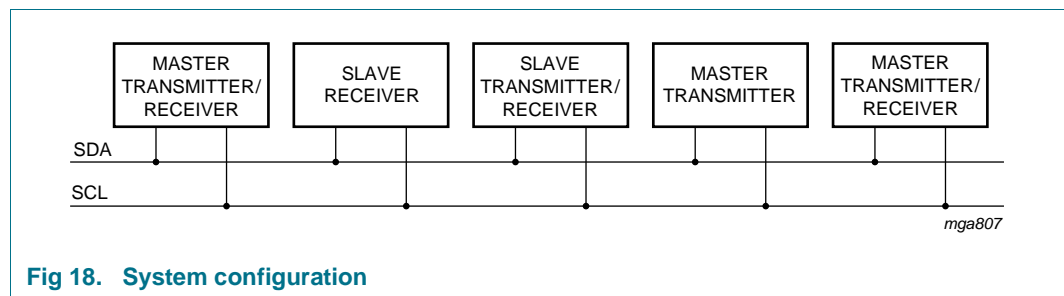 MASTER
TRANSMITTER/
RECEIVER
SLAVE
RECEIVER
SLAVE
TRANSMITTER/
RECEIVER
MASTER
TRANSMITTER
MASTER
TRANSMITTER/
RECEIVER
SDA
SCL
mga807
Fig 18. System configuration